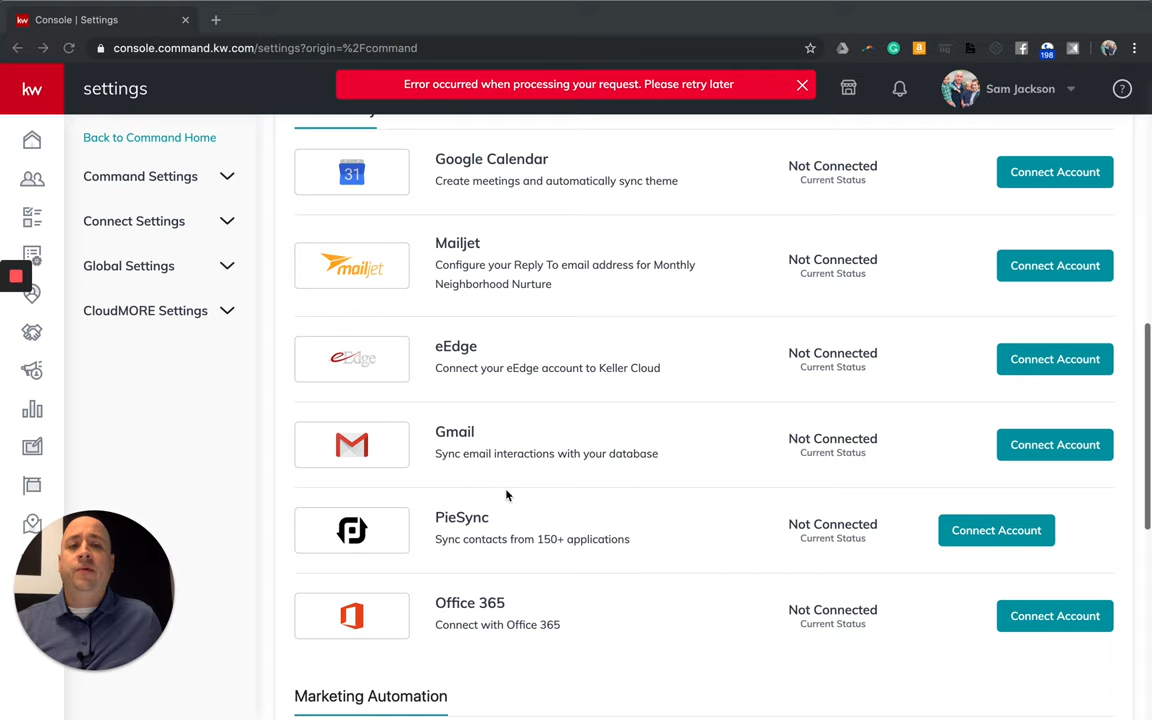 kw Console | Settings
console.command.kw.com/settings?origin=%2Fcommand
198
kw
settings
Error occurred when processing your request. Please retry later
Sam Jackson
?
Back to Command Home
Command Settings
Connect Settings
Global Settings
CloudMORE Settings
31
Google Calendar
Create meetings and automatically sync theme
Not Connected
Current Status
Connect Account
mailjet
Mailjet
Configure your Reply To email address for Monthly
Neighborhood Nurture
Not Connected
Current Status
Connect Account
eEdge
eEdge
Connect your eEdge account to Keller Cloud
Not Connected
Current Status
Connect Account
Gmail
Sync email interactions with your database
Not Connected
Current Status
Connect Account
PieSync
Sync contacts from 150+ applications
Not Connected
Current Status
Connect Account
Office 365
Connect with Office 365
Not Connected
Current Status
Connect Account
Marketing Automation